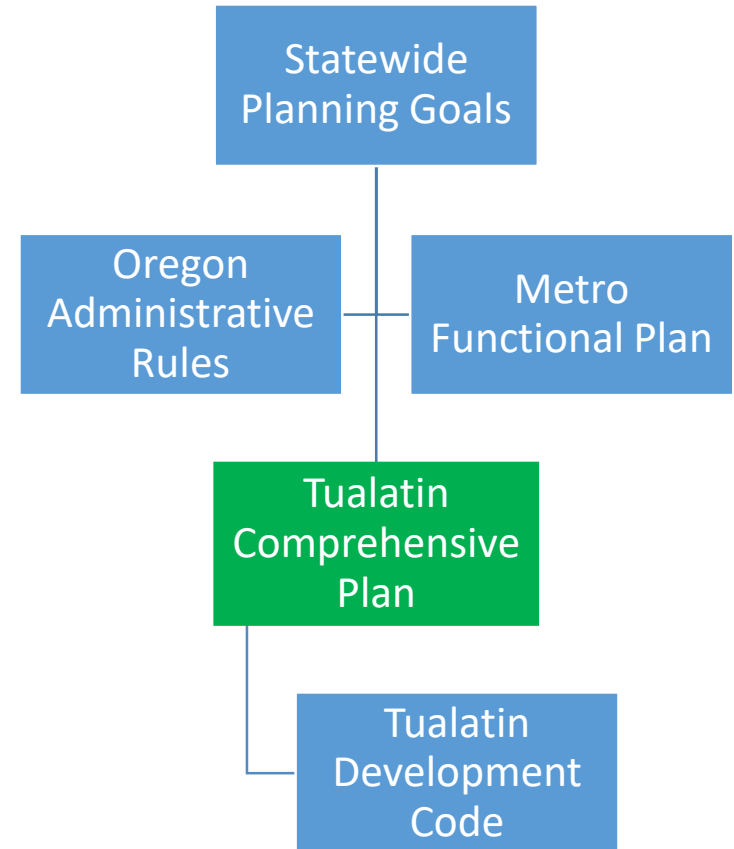 Statewide
Planning Goals
Oregon
Administrative
Rules
Metro
Functional Plan
Tualatin
Comprehensive
Plan
Tualatin
Development
Code